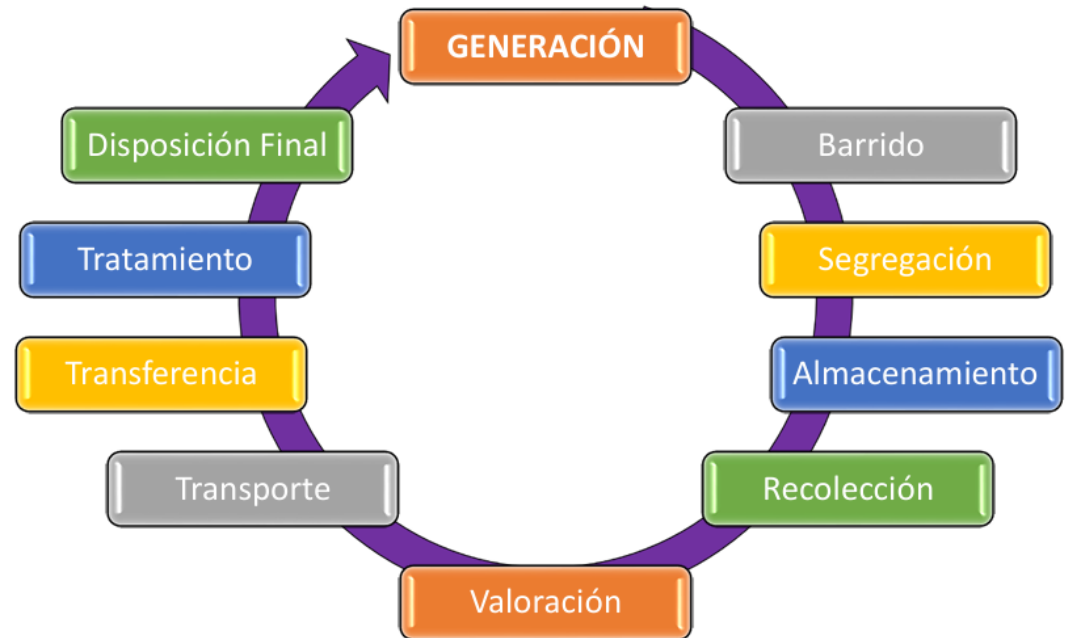 GENERACIÓN
Barrido
Segregación
Almacenamiento
Recolección
Valoración
Transporte
Transferencia
Tratamiento
Disposición Final